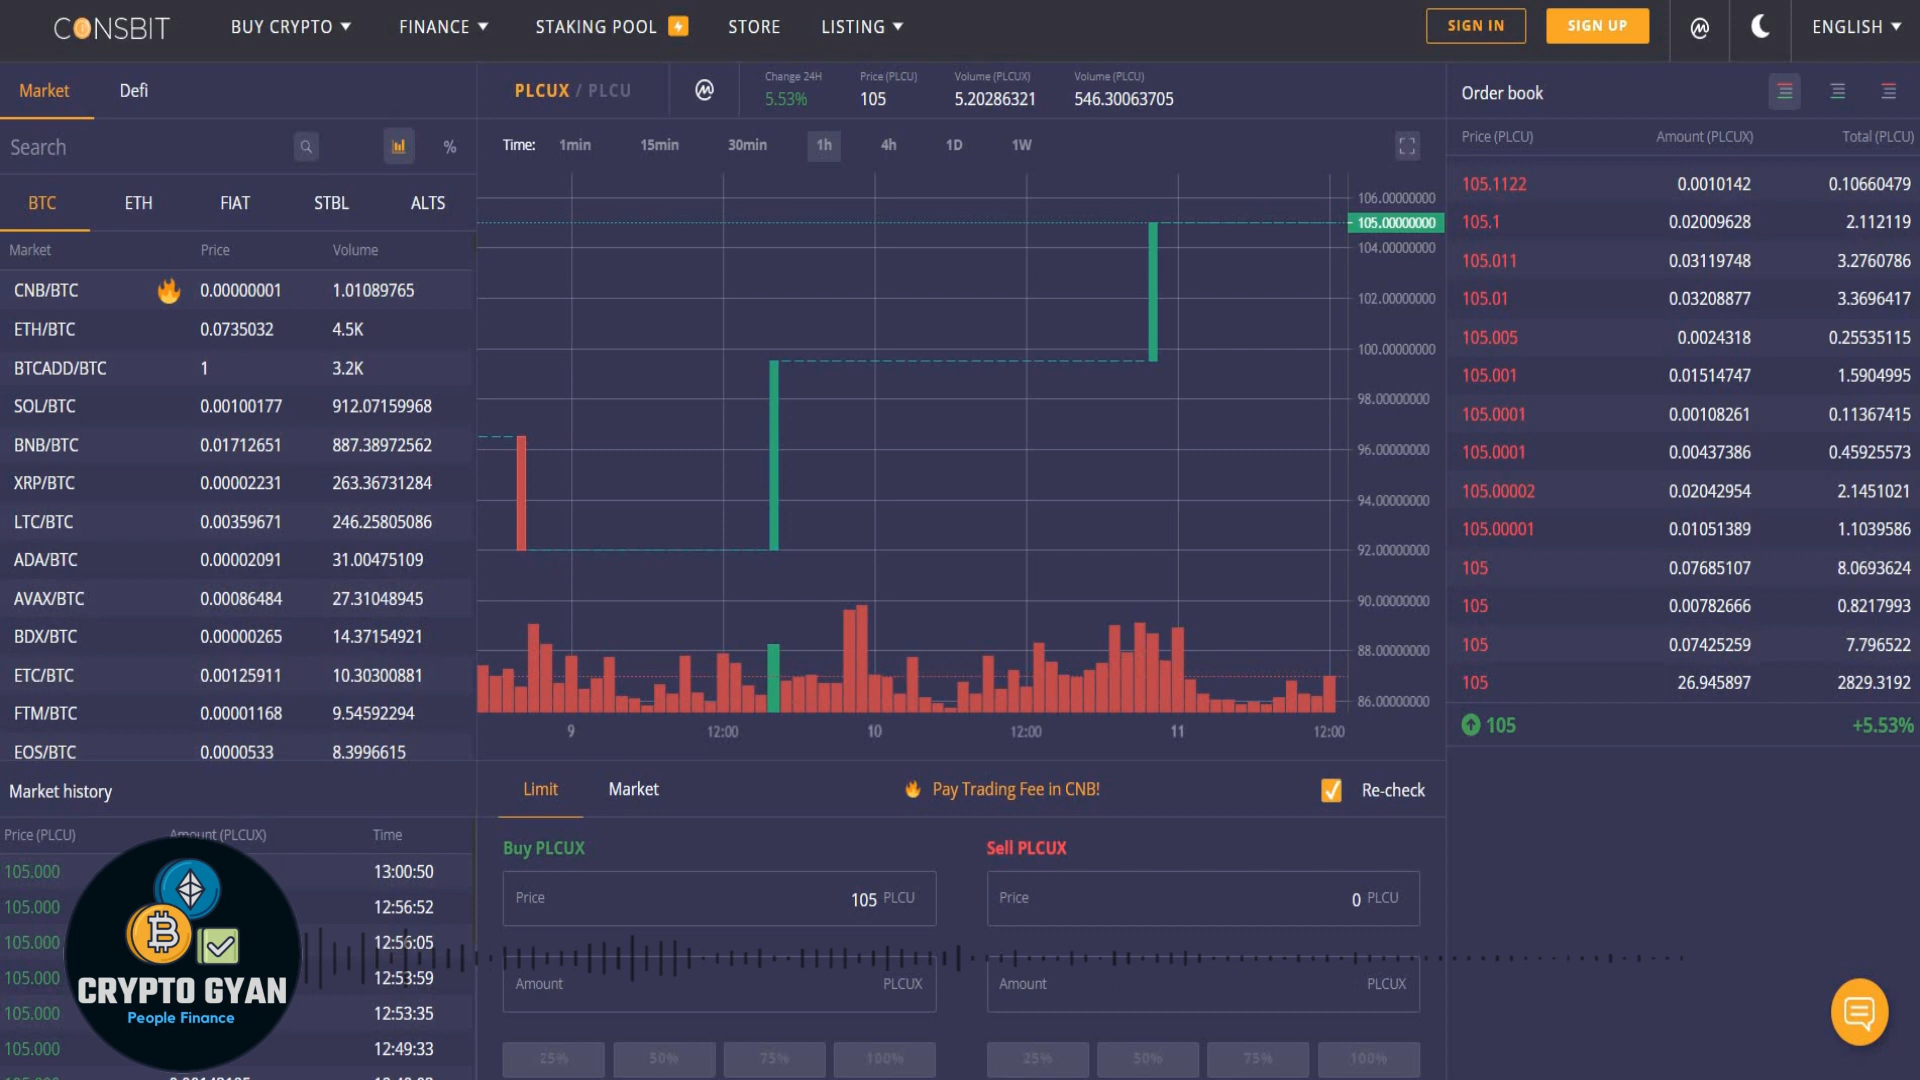 CONSBIT BUY CRYPTO FINANCE STAKING POOL STORE LISTING SIGN IN SIGN UP ENGLISH
Market Defi
Search %
BTC ETH FIAT STBL ALTS
Market Price Volume
CNB/BTC 0.00000001 1.01089765
ETH/BTC 0.0735032 4.5K
BTCADD/BTC 1 3.2K
SOL/BTC 0.00100177 912.07159968
BNB/BTC 0.01712651 887.38972562
XRP/BTC 0.00002231 263.36731284
LTC/BTC 0.00359671 246.25805086
ADA/BTC 0.00002091 31.00475109
AVAX/BTC 0.00086484 27.31048945
BDX/BTC 0.00000265 14.37154921
ETC/BTC 0.00125911 10.30300881
FTM/BTC 0.00001168 9.54592294
EOS/BTC 0.0000533 8.3996615
Market history
Price (PLCU) Amount (PLCUX) Time
105.000 13:00:50
105.000 12:56:52
105.000 12:56:05
105.000 12:53:59
105.000 12:53:35
105.000 12:49:33
CRYPTO GYAN
People Finance
PLCUX / PLCU
Change 24H Price (PLCU) Volume (PLCUX) Volume (PLCU)
5.53% 105 5.20286321 546.30063705
Time: 1min 15min 30min 1h 4h 1D 1W
106.00000000
105.00000000
104.00000000
102.00000000
100.00000000
98.00000000
96.00000000
94.00000000
92.00000000
90.00000000
88.00000000
86.00000000
9 12:00 10 12:00 11 12:00
Limit Market Pay Trading Fee in CNB! Re-check
Buy PLCUX Sell PLCUX
Price 105 PLCU Price 0 PLCU
Amount PLCUX Amount PLCUX
25% 50% 75% 100% 25% 50% 75% 100%
Order book
Price (PLCU) Amount (PLCUX) Total (PLCU)
105.1122 0.0010142 0.10660479
105.1 0.02009628 2.112119
105.011 0.03119748 3.2760786
105.01 0.03208877 3.3696417
105.005 0.0024318 0.25535115
105.001 0.01514747 1.5904995
105.0001 0.00108261 0.11367415
105.0001 0.00437386 0.45925573
105.00002 0.02042954 2.1451021
105.00001 0.01051389 1.1039586
105 0.07685107 8.0693624
105 0.00782666 0.8217993
105 0.07425259 7.796522
105 26.945897 2829.3192
105 +5.53%